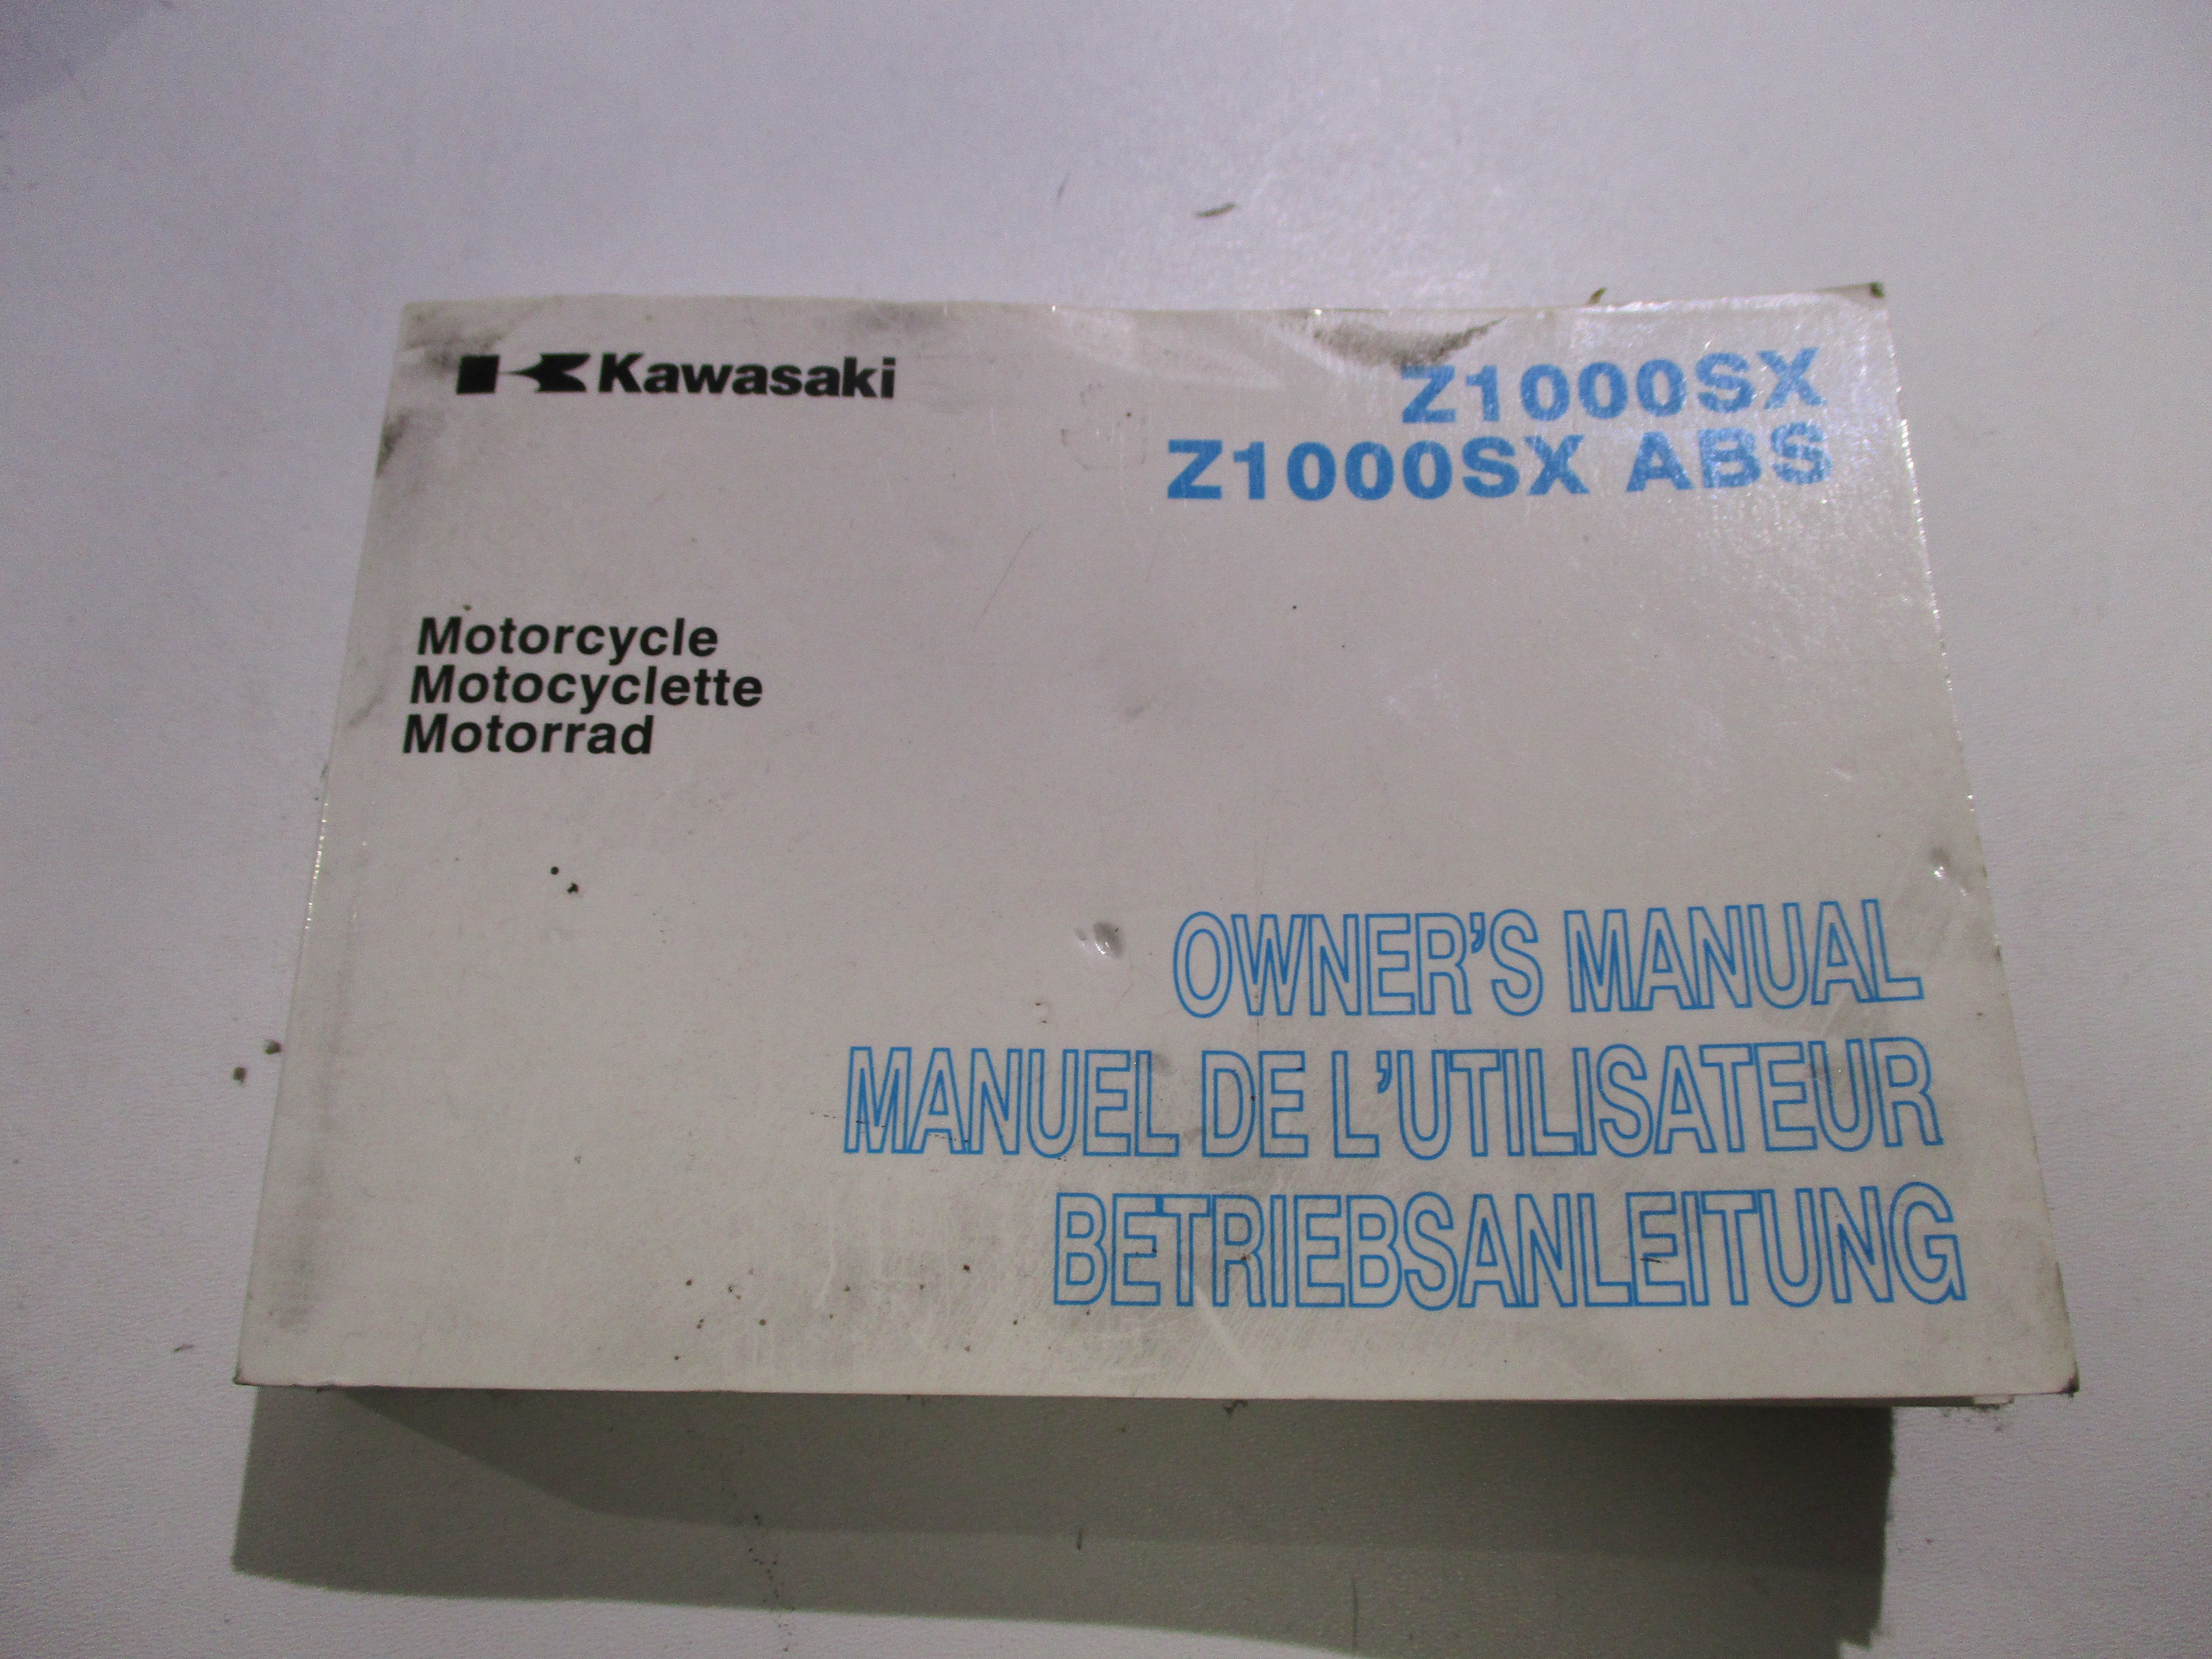 Kawasaki
Z1000SX
Z1000SX ABS
Motorcycle
Motocyclette
Motorrad
OWNER'S MANUAL
MANUEL DE L'UTILISATEUR
BETRIEBSANLEITUNG